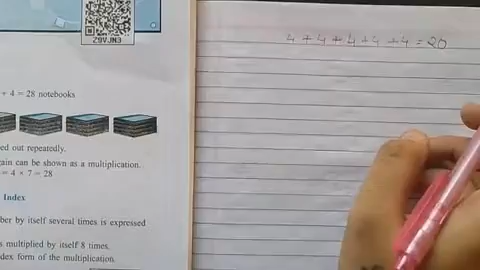 Z9VJN3
4 + 4 + 4 + 4 + 4 = 20
+ 4 = 28 notebooks
ed out repeatedly.
gain can be shown as a multiplication.
= 4 × 7 = 28
Index
ber by itself several times is expressed
s multiplied by itself 8 times,
dex form of the multiplication.